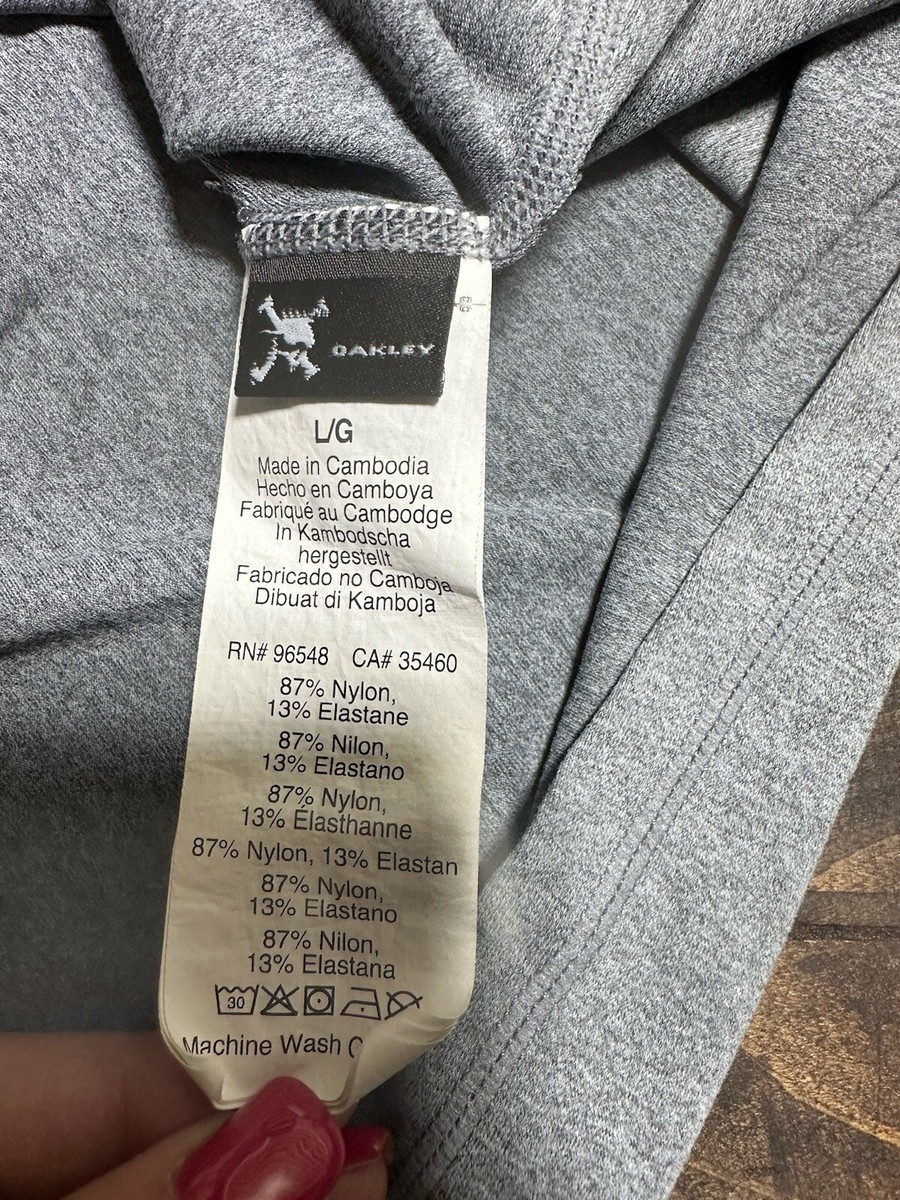 OAKLEY
L/G
Made in Cambodia
Hecho en Camboya
Fabriqué au Cambodge
In Kambodscha
hergestellt
Fabricado no Camboja
Dibuat di Kamboja
RN# 96548 CA# 35460
87% Nylon,
13% Elastane
87% Nilon,
13% Elastano
87% Nylon,
13% Élasthanne
87% Nylon, 13% Elastan
87% Nylon,
13% Elastano
87% Nilon,
13% Elastana
30
Machine Wash C